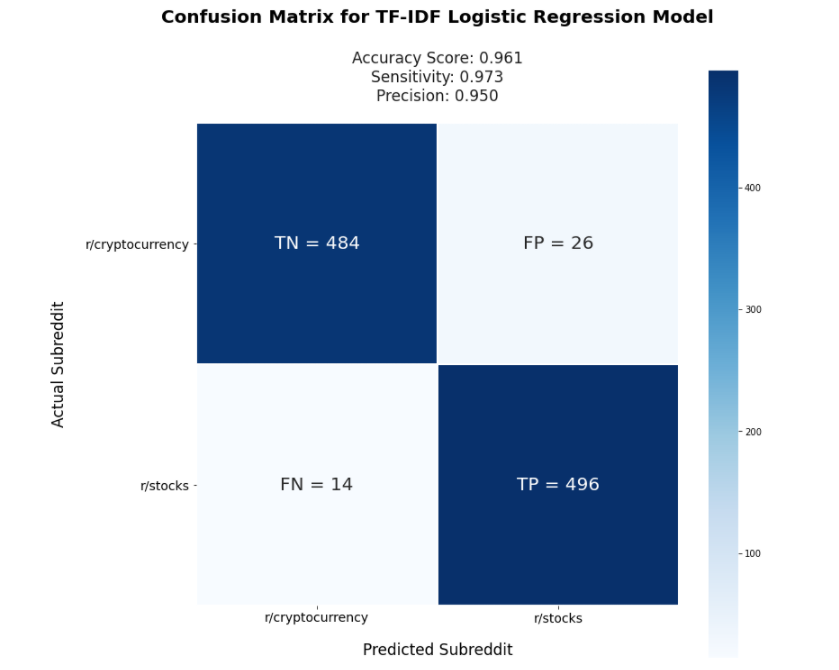 Confusion Matrix for TF-IDF Logistic Regression Model
Accuracy Score: 0.961
Sensitivity: 0.973
Precision: 0.950
r/cryptocurrency
TN = 484
FP = 26
r/stocks
FN = 14
TP = 496
Actual Subreddit
r/cryptocurrency
r/stocks
Predicted Subreddit
400
300
200
100